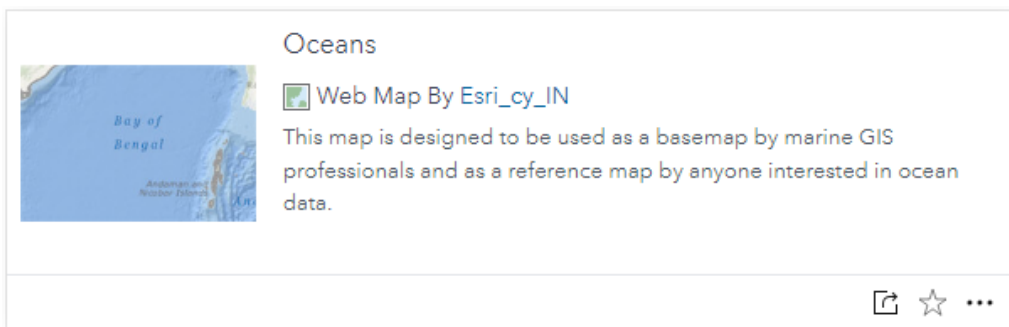 Oceans
Web Map By Esri_cy_IN
This map is designed to be used as a basemap by marine GIS
professionals and as a reference map by anyone interested in ocean
data.
Bay of
Bengal
Andaman and
Nicobar Islands
An